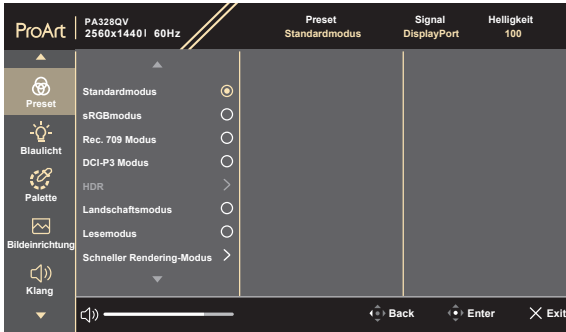 ProArt
PA328QV
2560x1440I 60Hz
Preset
Standardmodus
Signal
DisplayPort
Helligkeit
100
Preset
Blaulicht
Palette
Bildeinrichtung
Klang
Standardmodus
sRGBmodus
Rec. 709 Modus
DCI-P3 Modus
HDR
Landschaftsmodus
Lesemodus
Schneller Rendering-Modus
Back
Enter
Exit